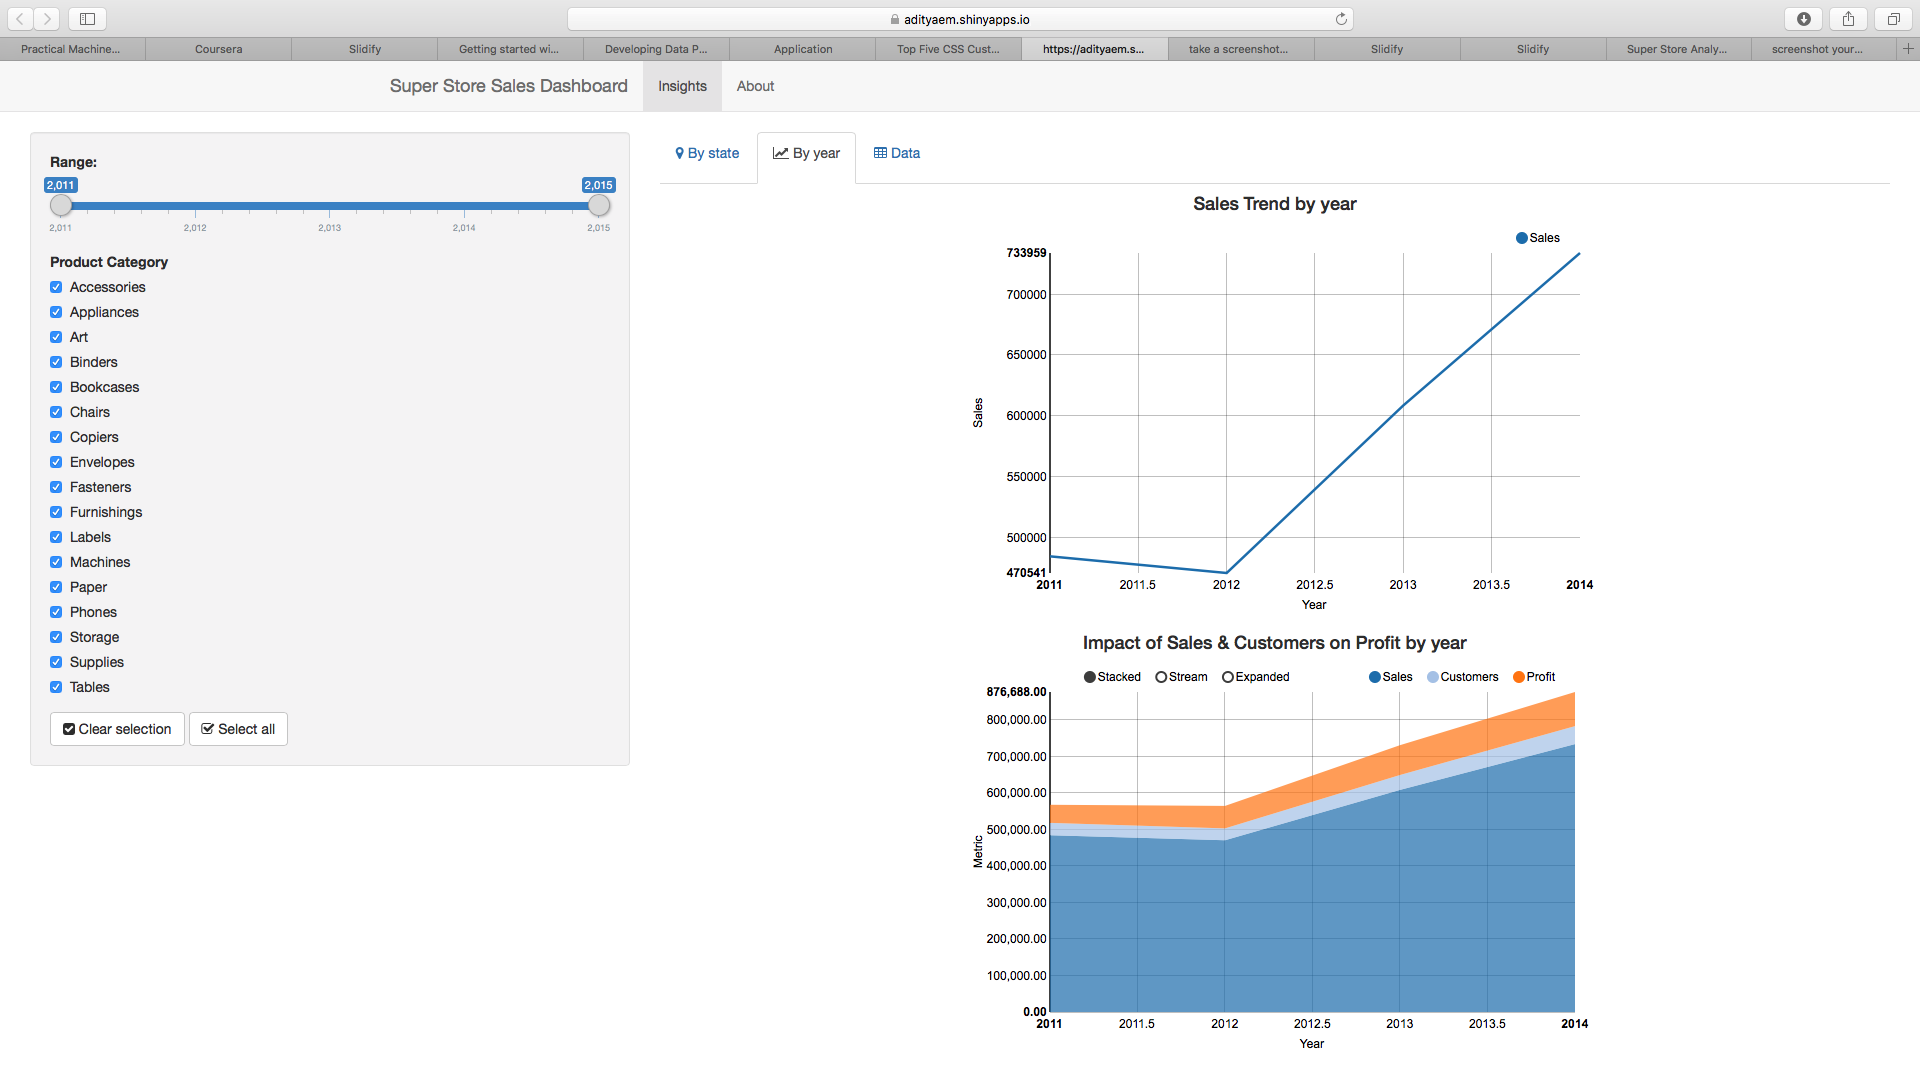 adityaem.shinyapps.io
Practical Machine... Coursera Slidify Getting started wi... Developing Data P... Application Top Five CSS Cust... https://adityaem.s... take a screenshot... Slidify Slidify Super Store Analy... screenshot your...
Super Store Sales Dashboard Insights About
By state By year Data
Range:
2,011 2,015
2,011 2,012 2,013 2,014 2,015
Product Category
Accessories
Appliances
Art
Binders
Bookcases
Chairs
Copiers
Envelopes
Fasteners
Furnishings
Labels
Machines
Paper
Phones
Storage
Supplies
Tables
Clear selection Select all
Sales Trend by year
Sales
733959
700000
650000
600000
550000
500000
470541
Sales
2011 2011.5 2012 2012.5 2013 2013.5 2014
Year
Impact of Sales & Customers on Profit by year
Stacked Stream Expanded Sales Customers Profit
876,688.00
800,000.00
700,000.00
600,000.00
500,000.00
400,000.00
300,000.00
200,000.00
100,000.00
0.00
Metric
2011 2011.5 2012 2012.5 2013 2013.5 2014
Year